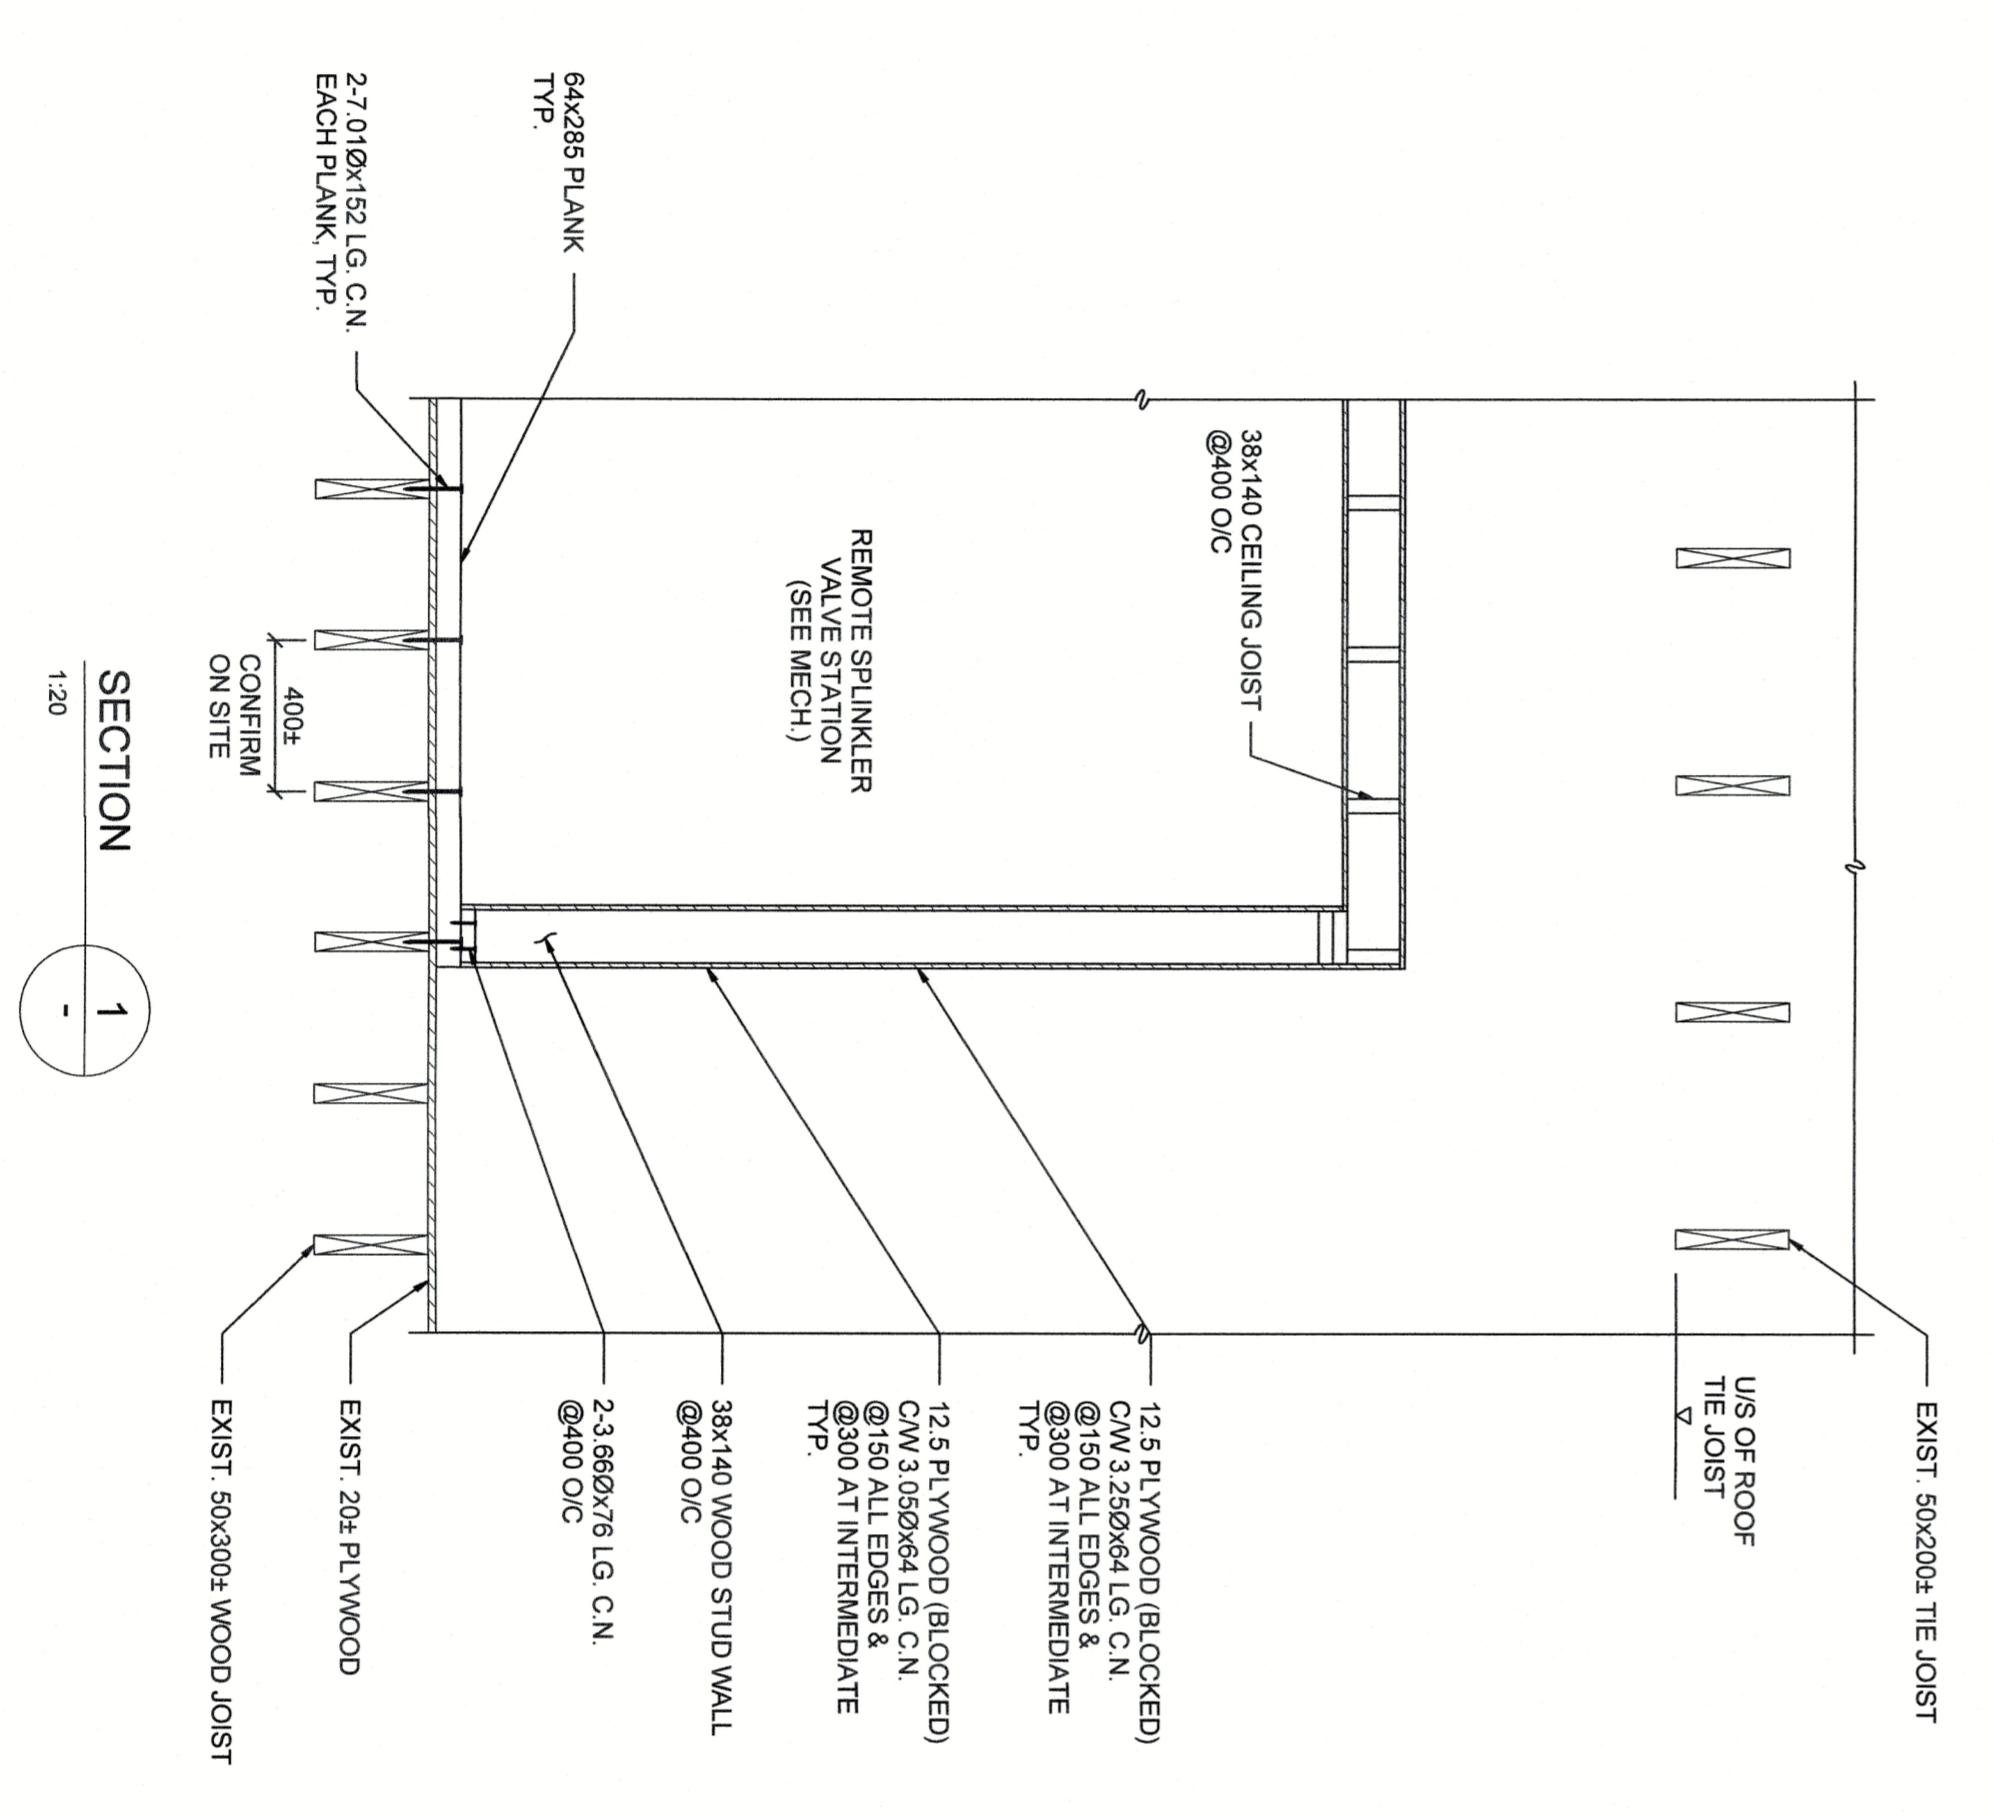 EXIST. 50x200± TIE JOIST
U/S OF ROOF
TIE JOIST
38x140 CEILING JOIST
@400 O/C
12.5 PLYWOOD (BLOCKED)
C/W 3.25Øx64 LG. C.N.
@150 ALL EDGES &
@300 AT INTERMEDIATE
TYP.
REMOTE SPLINKLER
VALVE STATION
(SEE MECH.)
12.5 PLYWOOD (BLOCKED)
C/W 3.05Øx64 LG. C.N.
@150 ALL EDGES &
@300 AT INTERMEDIATE
TYP.
38x140 WOOD STUD WALL
@400 O/C
64x285 PLANK
TYP.
2-3.66Øx76 LG. C.N.
@400 O/C
2-7.01Øx152 LG. C.N.
EACH PLANK, TYP.
EXIST. 20± PLYWOOD
400±
CONFIRM
ON SITE
EXIST. 50x300± WOOD JOIST
SECTION
1:20
1
-